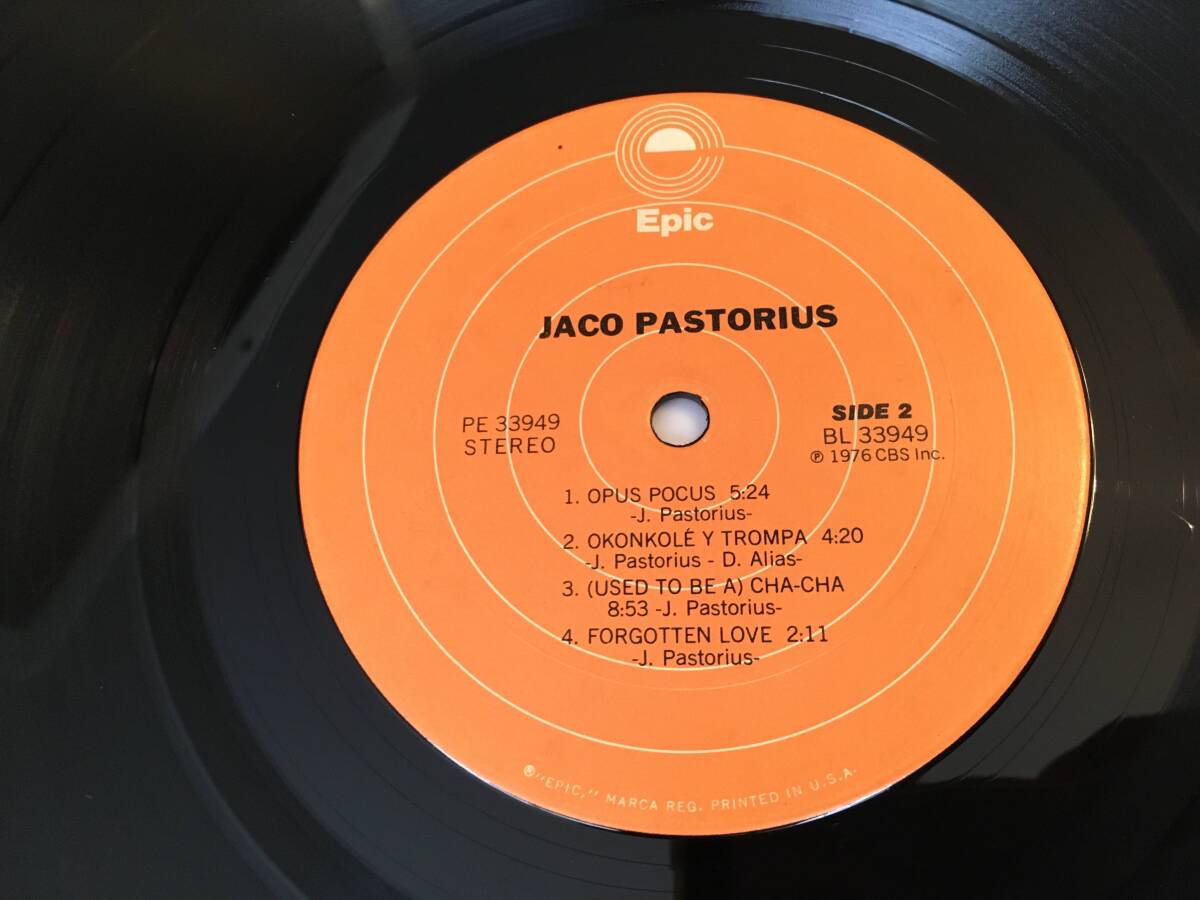 Epic
JACO PASTORIUS
PE 33949
STEREO
SIDE 2
BL 33949
℗ 1976 CBS Inc.
1. OPUS POCUS 5:24
-J. Pastorius-
2. OKONKOLÉ Y TROMPA 4:20
-J. Pastorius - D. Alias-
3. (USED TO BE A) CHA-CHA
8:53 -J. Pastorius-
4. FORGOTTEN LOVE 2:11
-J. Pastorius-
®"EPIC," MARCA REG. PRINTED IN U.S.A.